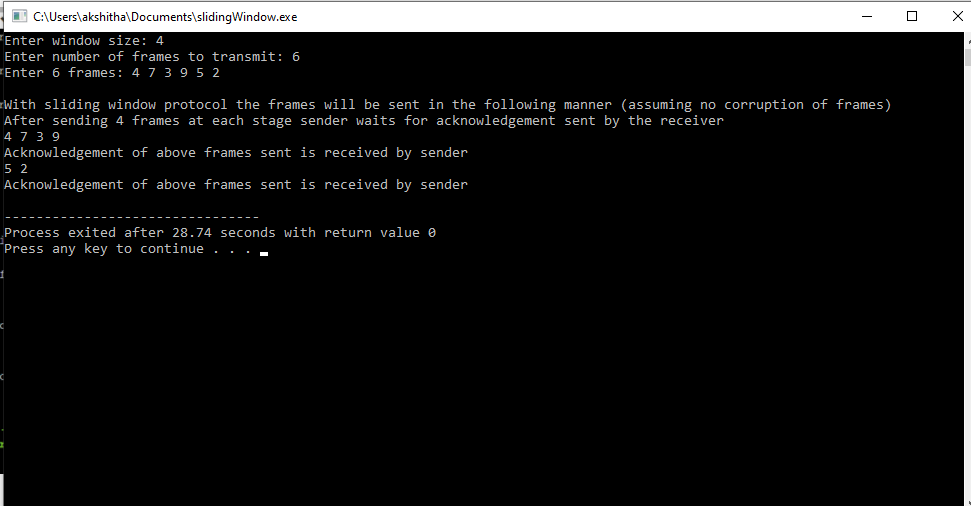 C:\Users\akshitha\Documents\slidingWindow.exe
Enter window size: 4
Enter number of frames to transmit: 6
Enter 6 frames: 4 7 3 9 5 2
With sliding window protocol the frames will be sent in the following manner (assuming no corruption of frames)
After sending 4 frames at each stage sender waits for acknowledgement sent by the receiver
4 7 3 9
Acknowledgement of above frames sent is received by sender
5 2
Acknowledgement of above frames sent is received by sender
--------------------------------
Process exited after 28.74 seconds with return value 0
Press any key to continue . . .